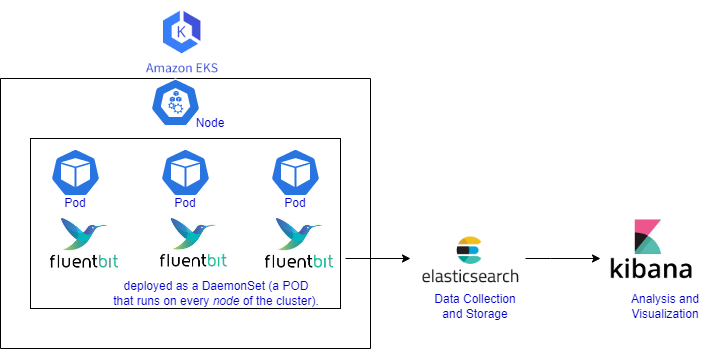 Amazon EKS
Node
Pod Pod Pod
fluentbit fluentbit fluentbit
deployed as a DaemonSet (a POD
that runs on every node of the cluster).
elasticsearch
Data Collection
and Storage
kibana
Analysis and
Visualization